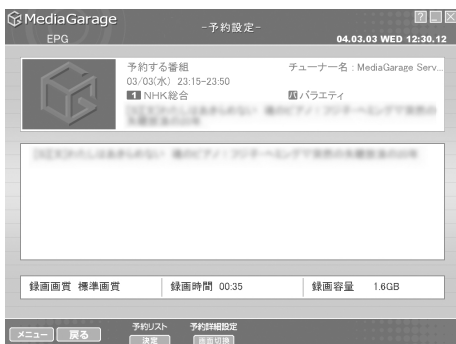 MediaGarage
EPG
-予約設定-
04.03.03 WED 12:30.12
予約する番組
チューナー名 : MediaGarage Serv...
03/03(水) 23:15-23:50
1 NHK総合
バ バラエティ
録画画質 標準画質
録画時間 00:35
録画容量 1.6GB
メニュー
戻る
予約リスト
決定
予約詳細設定
画面切換